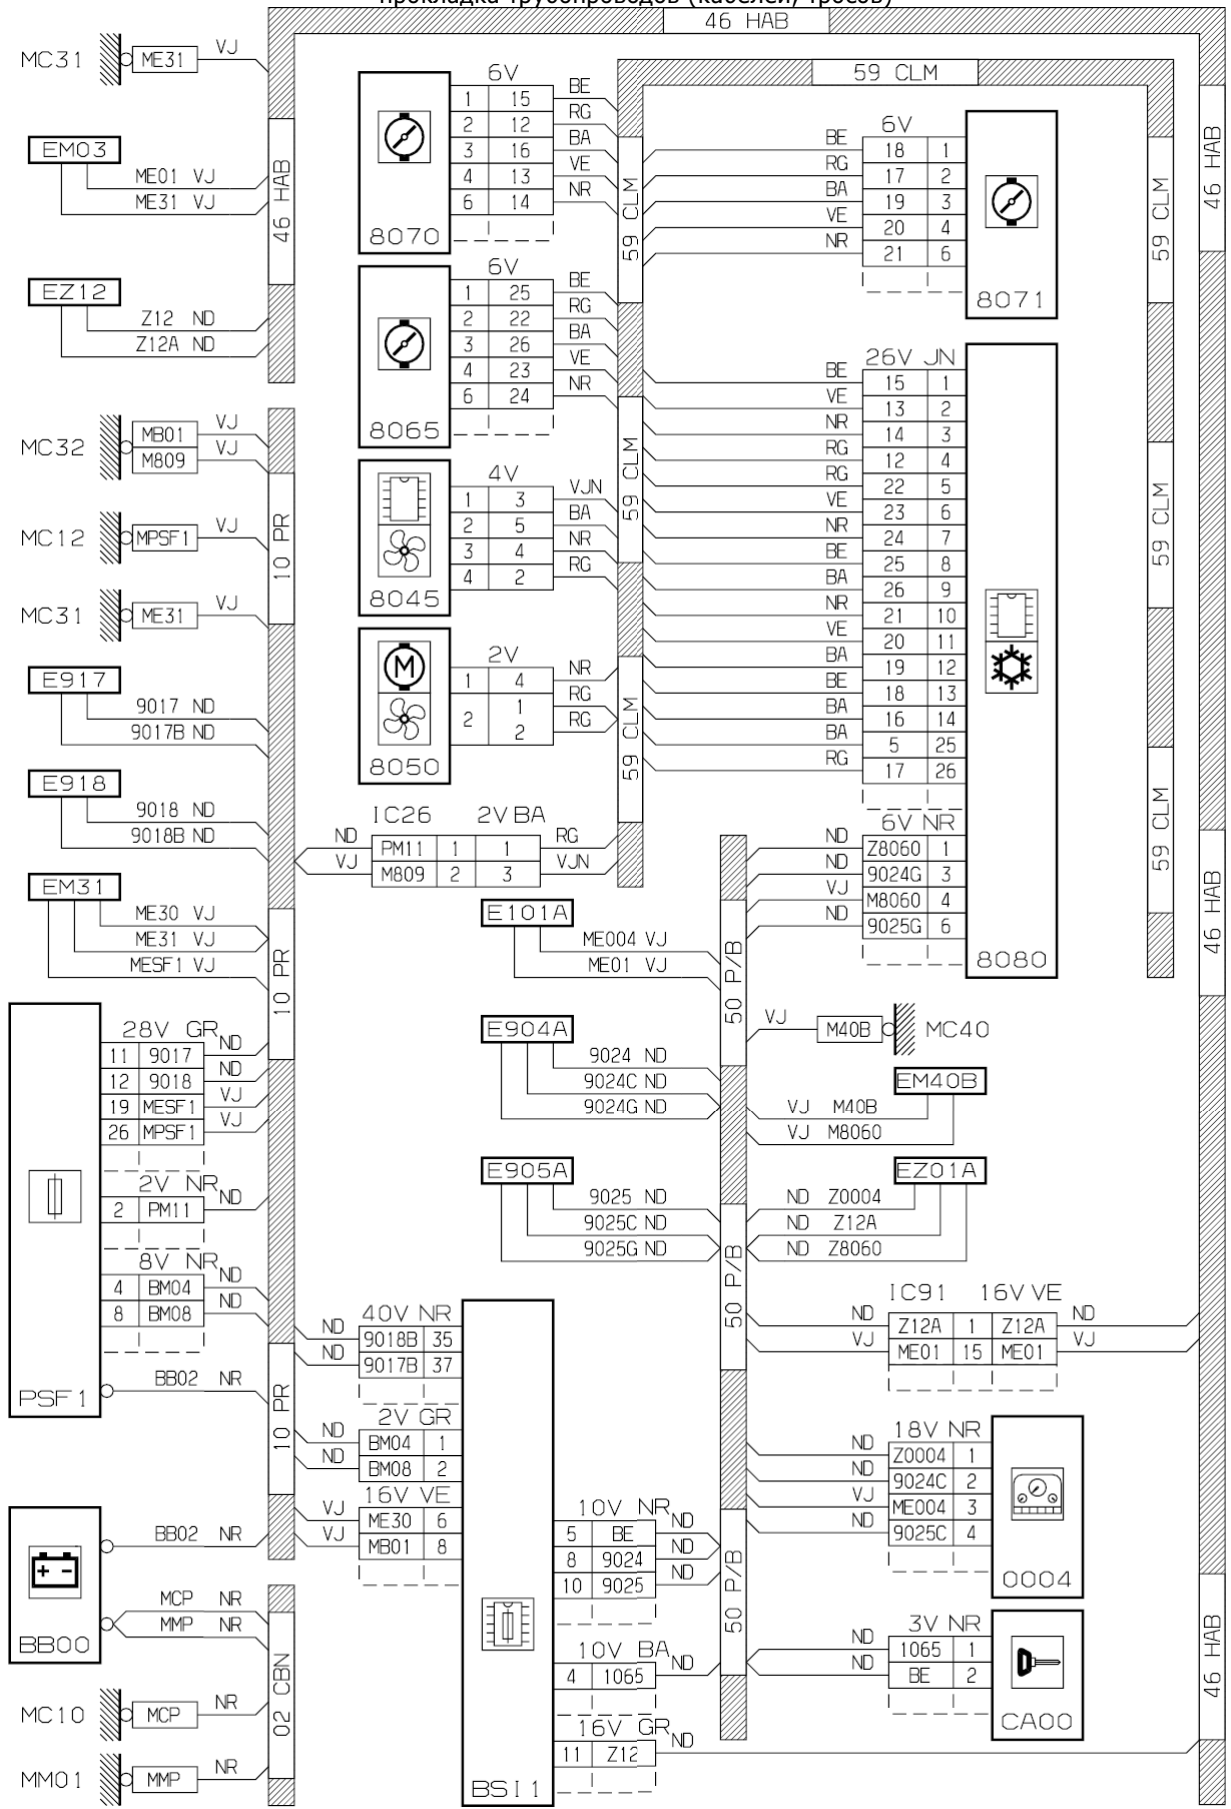 прокладка трубопроводов (кабелей, тросов)
46 HAB
MC31 ME31 VJ
59 CLM
EM03
ME01 VJ
ME31 VJ
46 HAB
EZ12
Z12 ND
Z12A ND
MC32 MB01 VJ
M809 VJ
10 PR
MC12 MPSF1 VJ
MC31 ME31 VJ
E917
9017 ND
9017B ND
E918
9018 ND
9018B ND
EM31
ME30 VJ
ME31 VJ
MESF1 VJ
10 PR
28V GR
11 9017 ND
12 9018 ND
19 MESF1 VJ
26 MPSF1 VJ
2V NR
2 PM11 ND
8V NR
4 BM04 ND
8 BM08 ND
BB02 NR
PSF1
10 PR
BB02 NR
MCP NR
MMP NR
BB00
MC10 MCP NR
02 CBN
MM01 MMP NR
6V
1 15 BE
2 12 RG
3 16 BA
4 13 VE
6 14 NR
8070
6V
1 25 BE
2 22 RG
3 26 BA
4 23 VE
6 24 NR
8065
4V
1 3 VJN
2 5 BA
3 4 NR
4 2 RG
8045
M
2V
1 4 NR
2 1 RG
2 RG
8050
59 CLM
59 CLM
59 CLM
IC26 2V BA
ND PM11 1 1 RG
VJ M809 2 3 VJN
6V
BE 18 1
RG 17 2
BA 19 3
VE 20 4
NR 21 6
8071
26V JN
BE 15 1
VE 13 2
NR 14 3
RG 12 4
RG 22 5
VE 23 6
NR 24 7
BE 25 8
BA 26 9
NR 21 10
VE 20 11
BA 19 12
BE 18 13
BA 16 14
BA 5 25
RG 17 26
6V NR
ND Z8060 1
ND 9024G 3
VJ M8060 4
ND 9025G 6
8080
59 CLM
59 CLM
59 CLM
46 HAB
46 HAB
46 HAB
E101A
ME004 VJ
ME01 VJ
50 P/B
VJ M40B MC40
E904A
9024 ND
9024C ND
9024G ND
EM40B
VJ M40B
VJ M8060
E905A
9025 ND
9025C ND
9025G ND
EZ01A
ND Z0004
ND Z12A
ND Z8060
50 P/B
IC91 16V VE
ND Z12A 1 Z12A ND
VJ ME01 15 ME01 VJ
40V NR
ND 9018B 35
ND 9017B 37
2V GR
ND BM04 1
ND BM08 2
16V VE
VJ ME30 6
VJ MB01 8
10V NR
5 BE ND
8 9024 ND
10 9025 ND
10V BA
4 1065 ND
16V GR
11 Z12 ND
BSI1
50 P/B
18V NR
ND Z0004 1
ND 9024C 2
VJ ME004 3
ND 9025C 4
0004
3V NR
ND 1065 1
ND BE 2
CA00